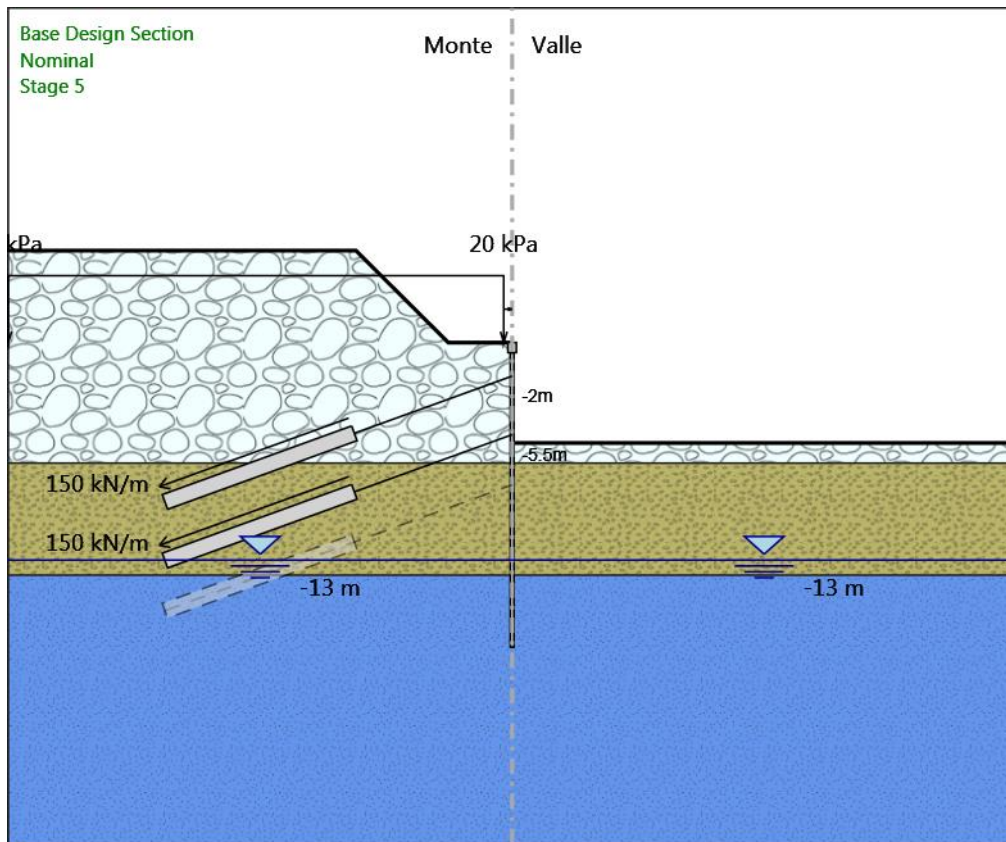 Base Design Section
Nominal
Stage 5
Monte
Valle
kPa
20 kPa
-2m
-5.5m
150 kN/m
150 kN/m
-13 m
-13 m